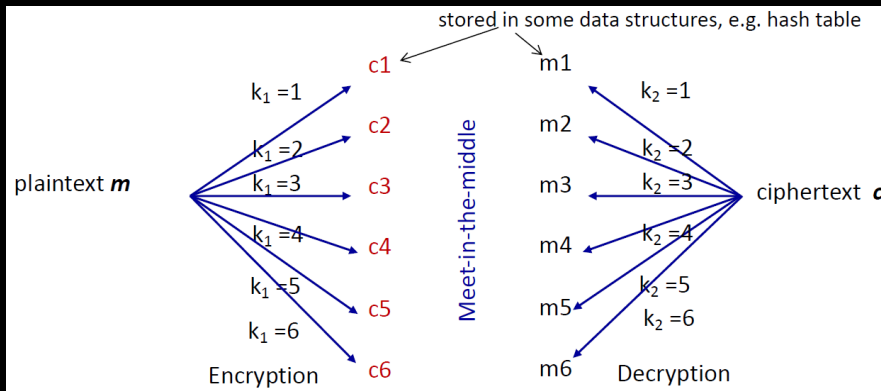 stored in some data structures, e.g. hash table
c1
m1
k₁ =1
k₂ =1
c2
m2
k₁ =2
k₂ =2
plaintext m
k₁ =3
c3
Meet-in-the-middle
m3
k₂ =3
ciphertext c
k₁ =4
c4
m4
k₂ =4
k₁ =5
c5
m5
k₂ =5
k₁ =6
k₂ =6
Encryption
c6
m6
Decryption